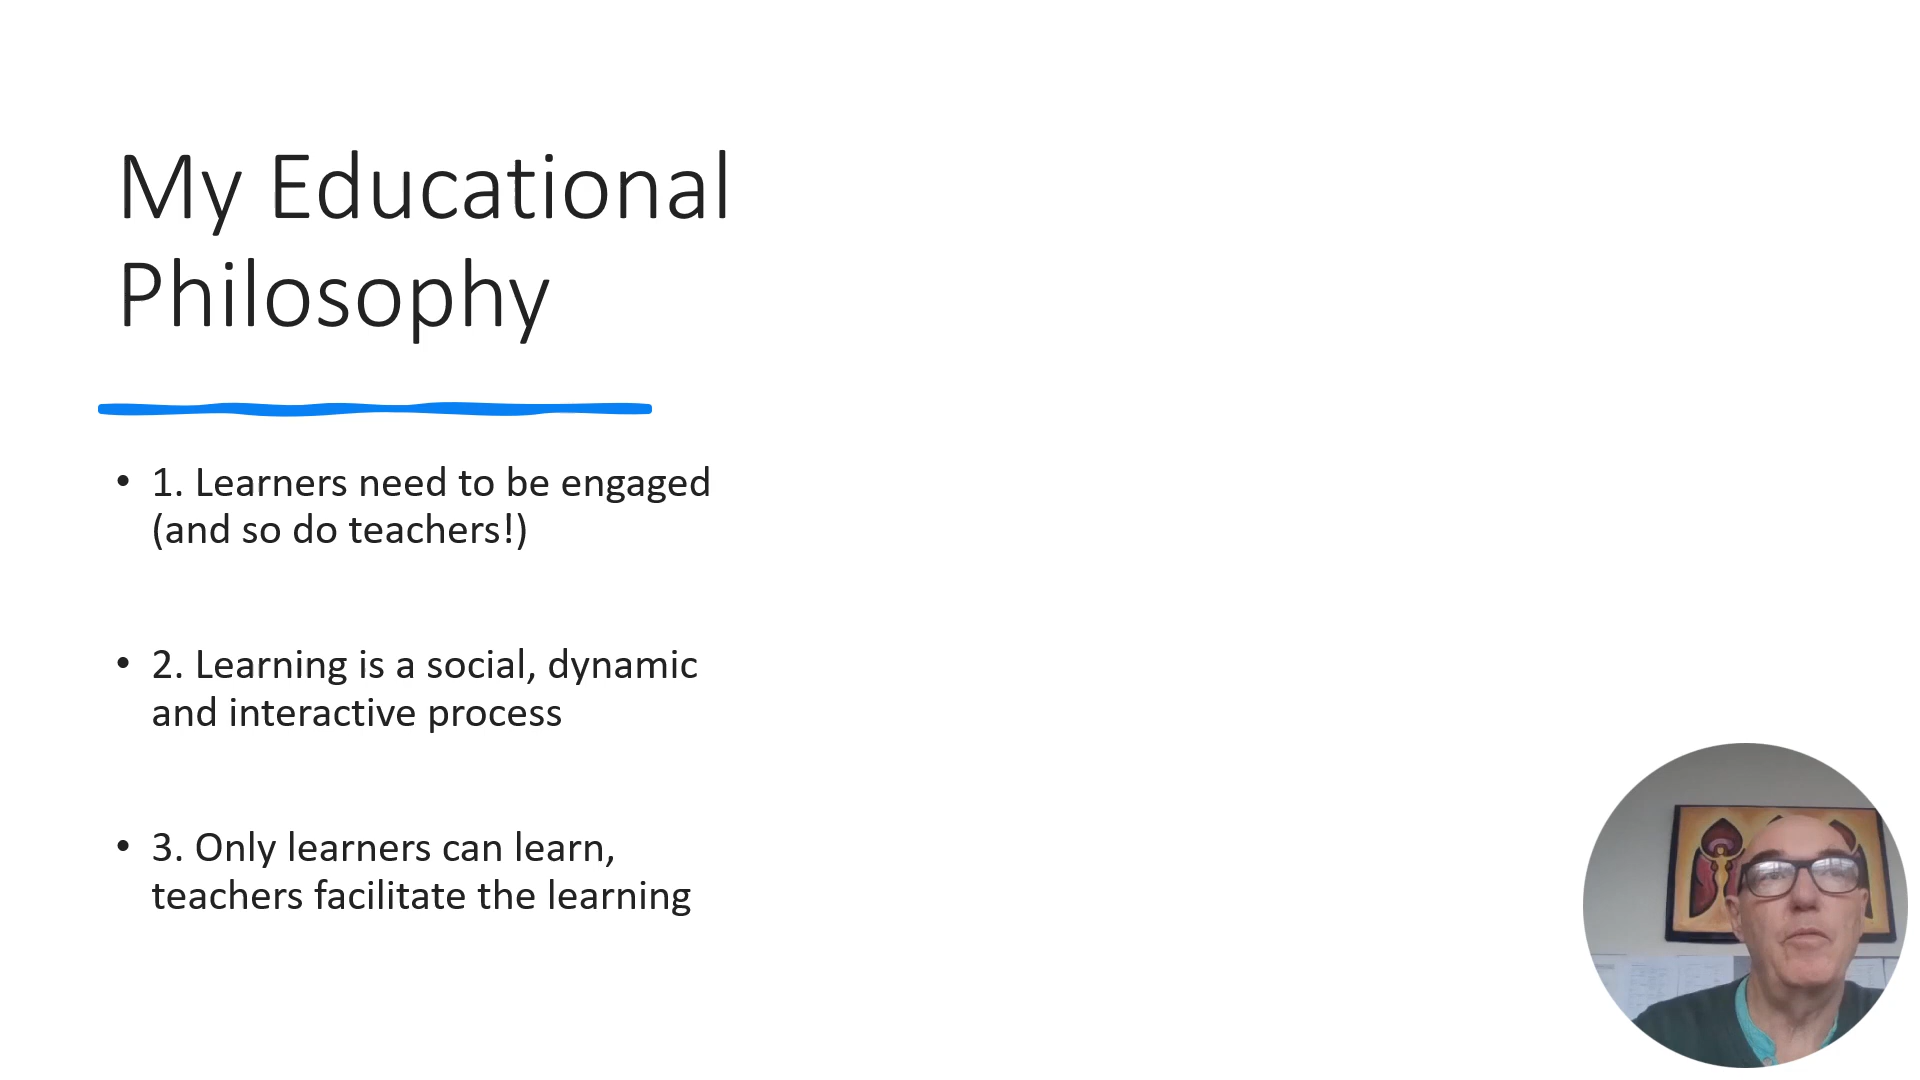 My Educational
Philosophy
• 1. Learners need to be engaged
(and so do teachers!)
• 2. Learning is a social, dynamic
and interactive process
• 3. Only learners can learn,
teachers facilitate the learning